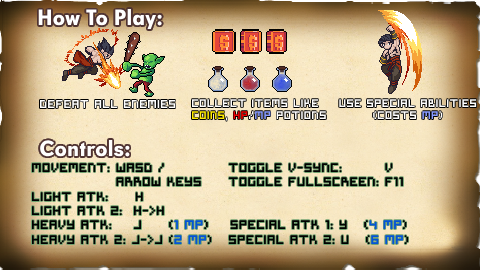 How To Play:
DEFEAT ALL ENEMIES
COLLECT ITEMS LIKE
COINS, HP/MP POTIONS
USE SPECIAL ABILITIES
(COSTS MP)
Controls:
MOVEMENT: WASD /
ARROW KEYS
TOGGLE V-SYNC: V
TOGGLE FULLSCREEN: F11
LIGHT ATK: H
LIGHT ATK 2: H->H
HEAVY ATK: J (1 MP)
SPECIAL ATK 1: Y (4 MP)
HEAVY ATK 2: J->J (2 MP)
SPECIAL ATK 2: U (6 MP)